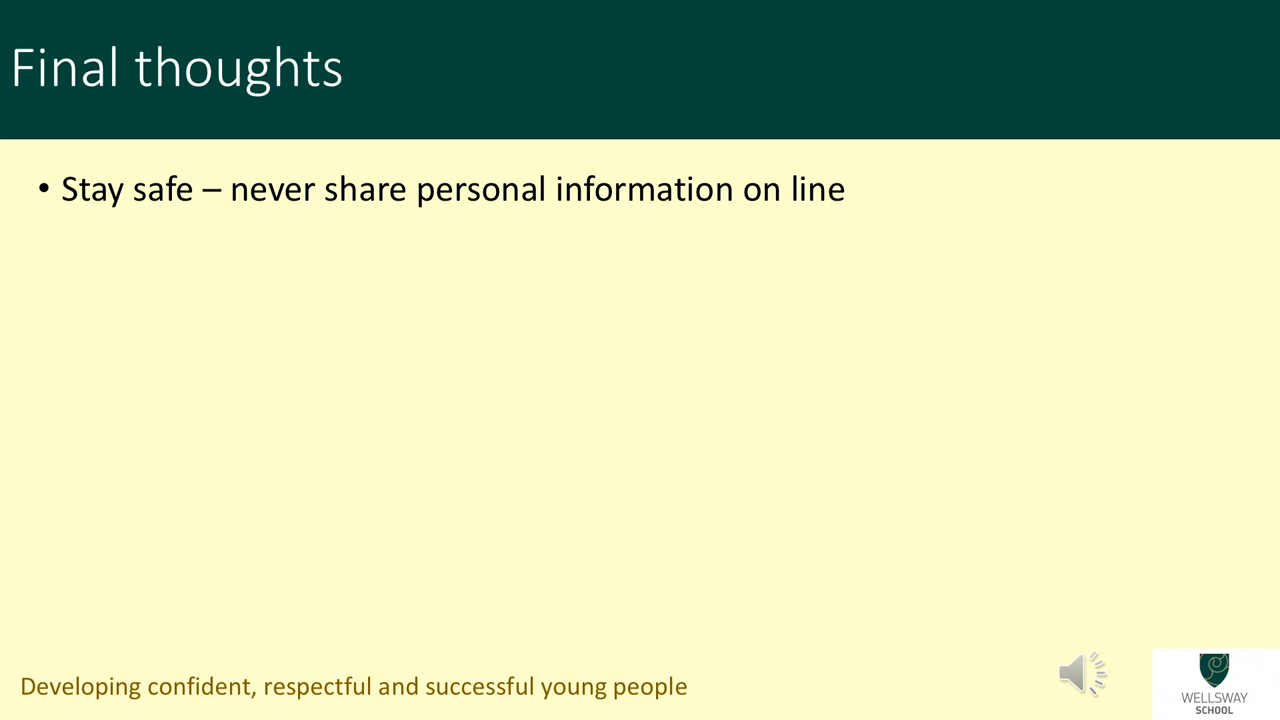 Final thoughts
• Stay safe – never share personal information on line
Developing confident, respectful and successful young people
WELLSWAY
SCHOOL